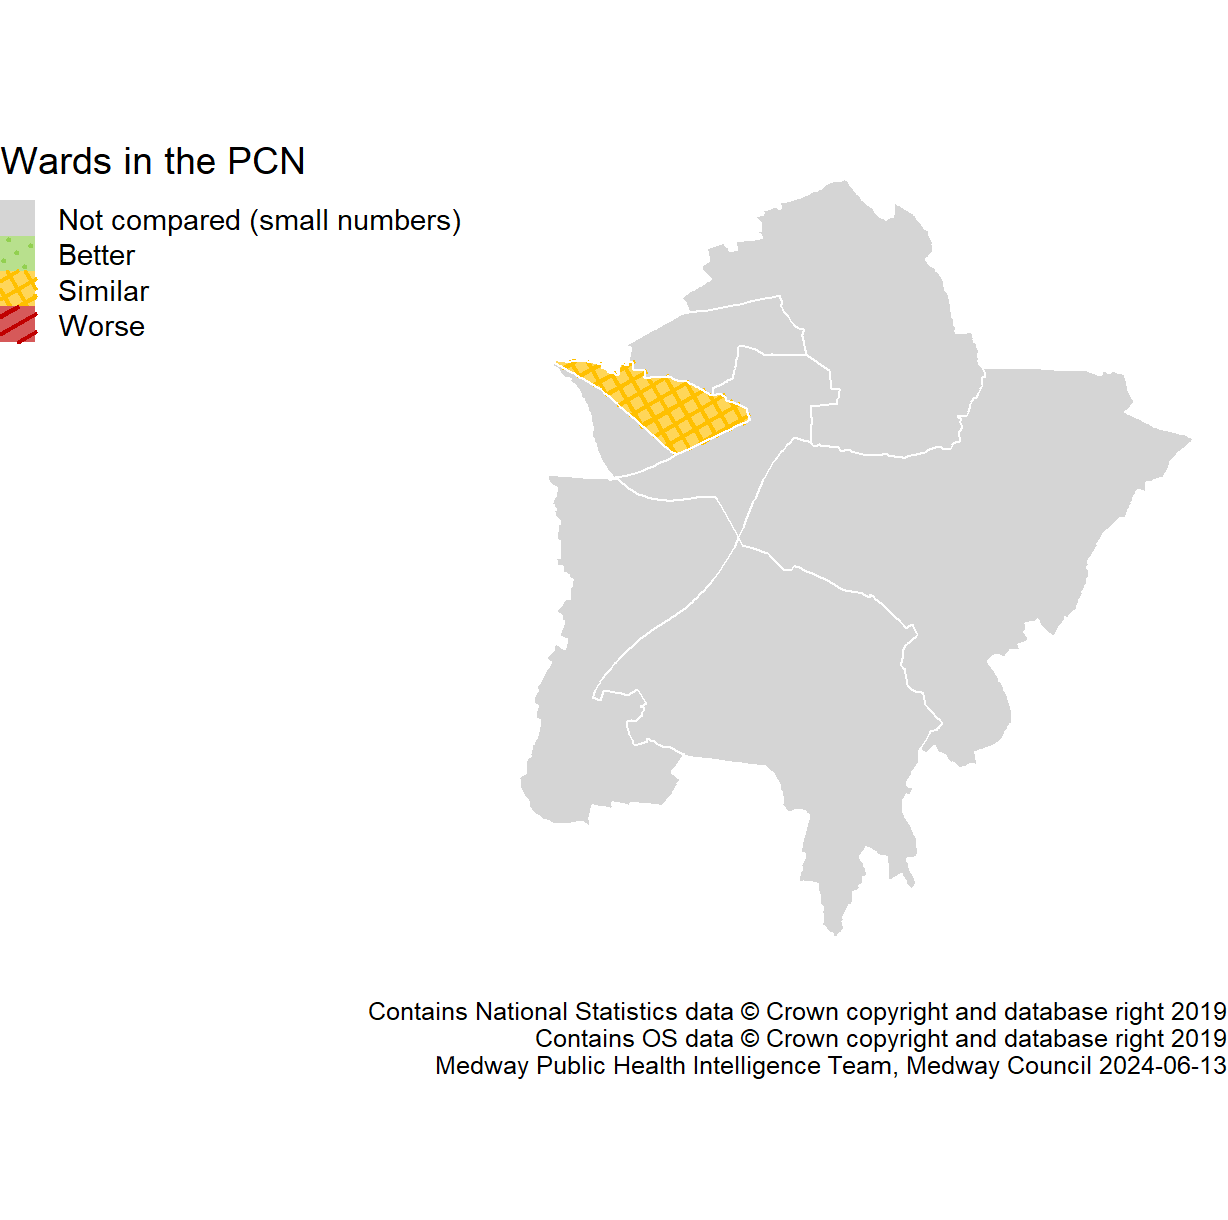 Wards in the PCN
Not compared (small numbers)
Better
Similar
Worse
Contains National Statistics data © Crown copyright and database right 2019
Contains OS data © Crown copyright and database right 2019
Medway Public Health Intelligence Team, Medway Council 2024-06-13